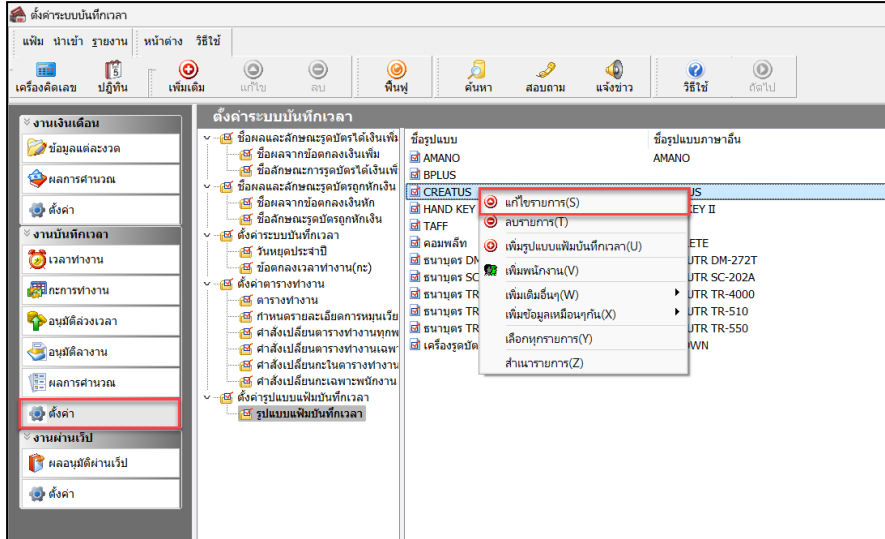 ตั้งค่าระบบบันทึกเวลา
แฟ้ม นำเข้า รายงาน หน้าต่าง วิธีใช้
เครื่องคิดเลข ปฏิทิน เพิ่มเติม แก้ไข ลบ ฟื้นฟู ค้นหา สอบถาม แจ้งข่าว วิธีใช้ ถัดไป
งานเงินเดือน
ข้อมูลแต่ละงวด
ผลการคำนวณ
ตั้งค่า
งานบันทึกเวลา
เวลาทำงาน
กะการทำงาน
อนุมัติล่วงเวลา
อนุมัติลางาน
ผลการคำนวณ
ตั้งค่า
งานผ่านเว็ป
ผลอนุมัติผ่านเว็ป
ตั้งค่า
ตั้งค่าระบบบันทึกเวลา
ชื่อผลและลักษณะรูดบัตรได้เงินเพิ่ม
ชื่อผลจากข้อตกลงเงินเพิ่ม
ชื่อลักษณะการรูดบัตรได้เงินเพิ่
ชื่อผลและลักษณะรูดบัตรถูกหักเงิน
ชื่อผลจากข้อตกลงเงินหัก
ชื่อลักษณะรูดบัตรถูกหักเงิน
ตั้งค่าระบบบันทึกเวลา
วันหยุดประจำปี
ข้อตกลงเวลาทำงาน(กะ)
ตั้งค่าตารางทำงาน
ตารางทำงาน
กำหนดรายละเอียดการหมุนเวีย
คำสั่งเปลี่ยนตารางทำงานทุกพ
คำสั่งเปลี่ยนตารางทำงานเฉพา
คำสั่งเปลี่ยนกะในตารางทำงาน
คำสั่งเปลี่ยนกะเฉพาะพนักงาน
ตั้งค่ารูปแบบแฟ้มบันทึกเวลา
รูปแบบแฟ้มบันทึกเวลา
ชื่อรูปแบบ ชื่อรูปแบบภาษาอื่น
AMANO AMANO
BPLUS
CREATUS US
HAND KEY KEY II
TAFF
คอมพลีท ETE
ธนาบุตร DM UTR DM-272T
ธนาบุตร SC UTR SC-202A
ธนาบุตร TR UTR TR-4000
ธนาบุตร TR UTR TR-510
ธนาบุตร TR UTR TR-550
เครื่องรูดบัต WN
แก้ไขรายการ(S)
ลบรายการ(T)
เพิ่มรูปแบบแฟ้มบันทึกเวลา(U)
เพิ่มพนักงาน(V)
เพิ่มเติมอื่นๆ(W)
เพิ่มข้อมูลเหมือนๆกัน(X)
เลือกทุกรายการ(Y)
สำเนารายการ(Z)